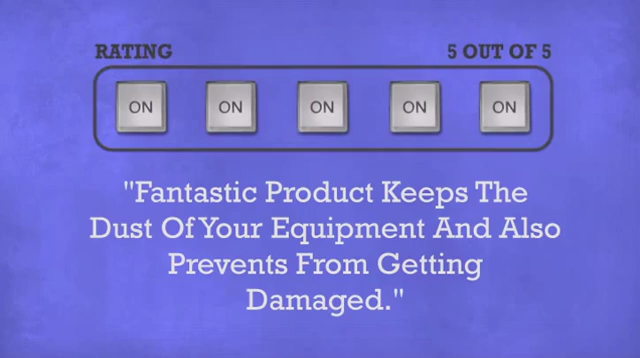 RATING 5 OUT OF 5
ON ON ON ON ON
"Fantastic Product Keeps The
Dust Of Your Equipment And Also
Prevents From Getting
Damaged."